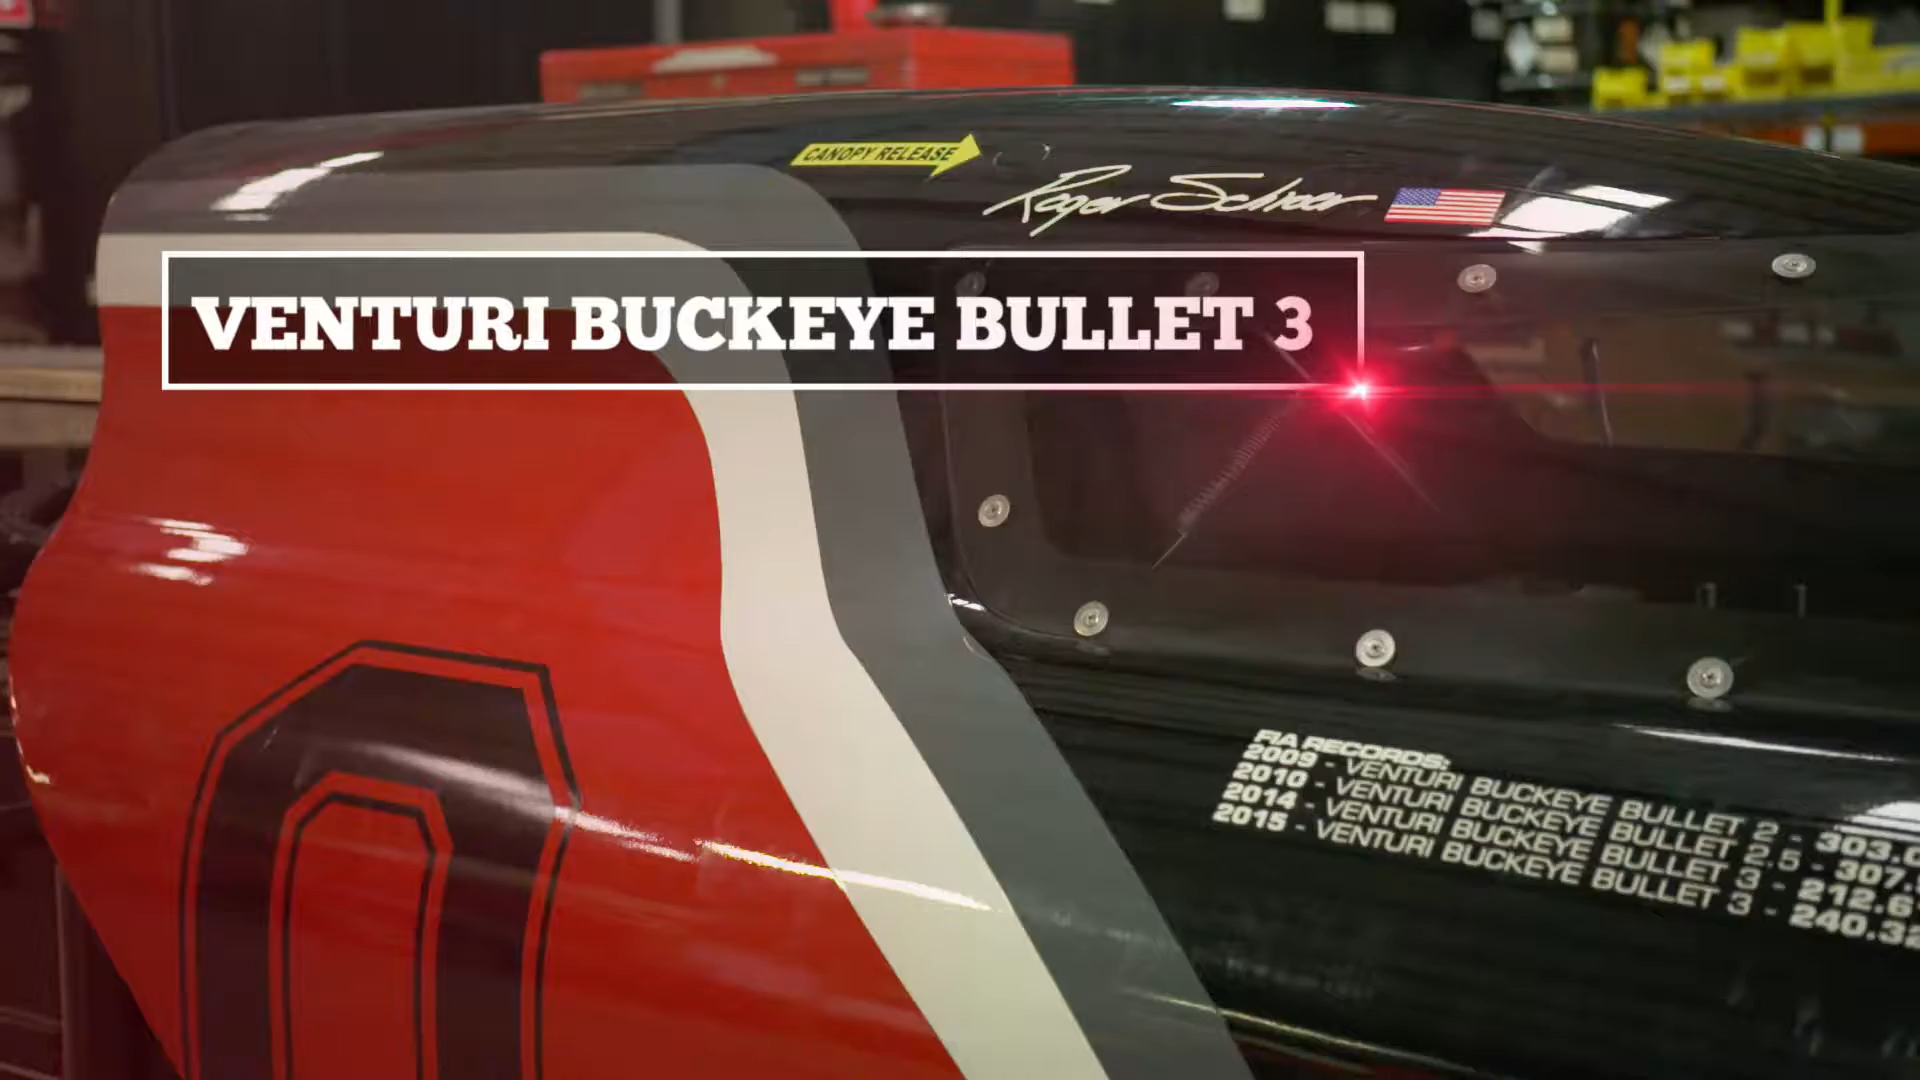 CANOPY RELEASE
Roger Schroer
VENTURI BUCKEYE BULLET 3
FIA RECORDS:
2009 - VENTURI BUCKEYE BULLET 2 - 303.0
2010 - VENTURI BUCKEYE BULLET 2.5 - 307.
2014 - VENTURI BUCKEYE BULLET 3 - 212.6
2015 - VENTURI BUCKEYE BULLET 3 - 240.32